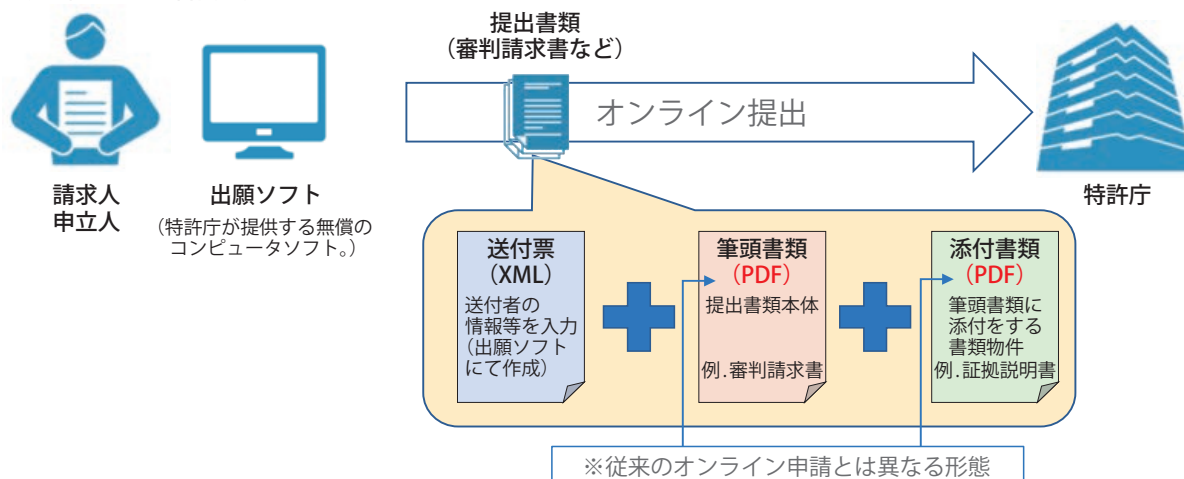 提出書類
（審判請求書など）
オンライン提出
請求人
申立人
出願ソフト
（特許庁が提供する無償の
コンピュータソフト。）
特許庁
送付票
（XML）
送付者の
情報等を入力
（出願ソフト
にて作成）
筆頭書類
（PDF）
提出書類本体
例．審判請求書
添付書類
（PDF）
筆頭書類に
添付をする
書類物件
例．証拠説明書
※従来のオンライン申請とは異なる形態